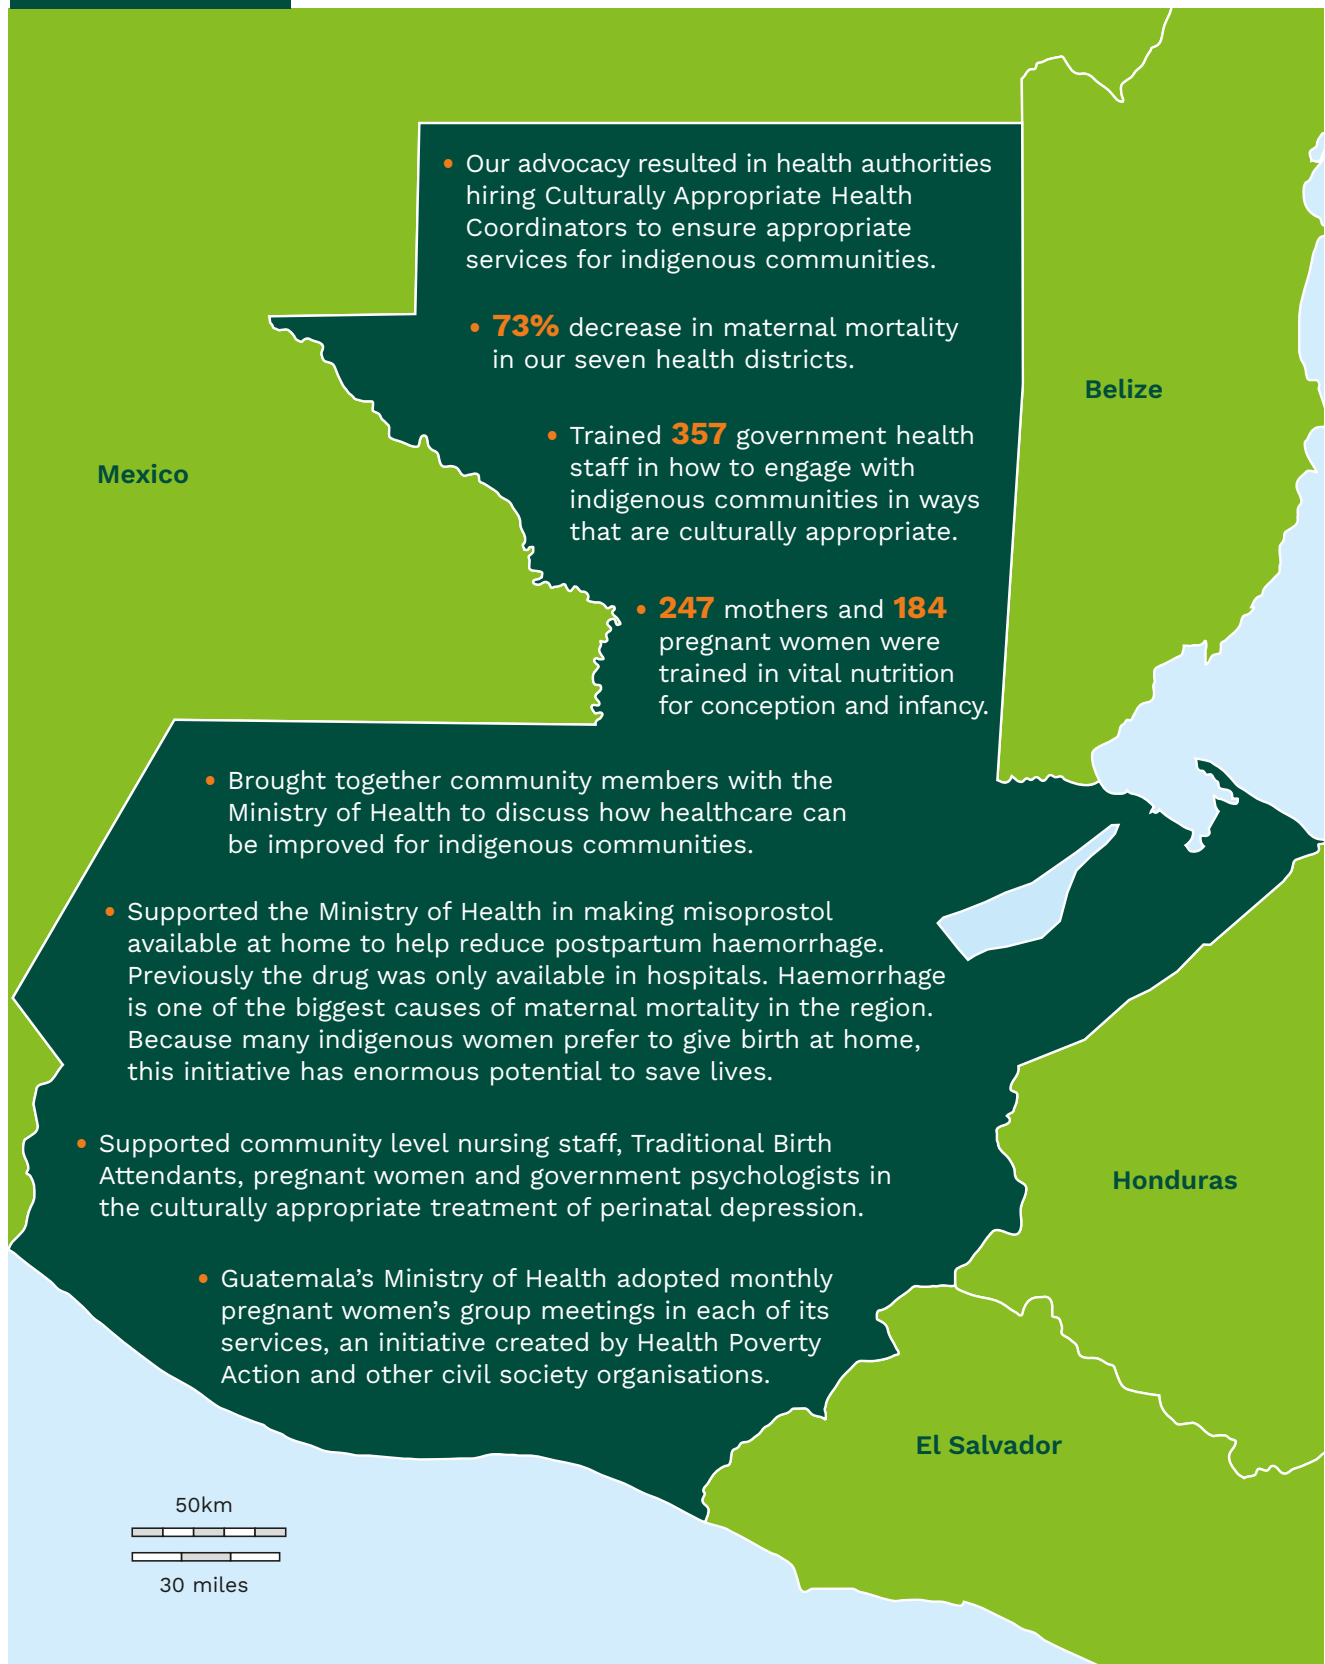 • Our advocacy resulted in health authorities
hiring Culturally Appropriate Health
Coordinators to ensure appropriate
services for indigenous communities.
• 73% decrease in maternal mortality
in our seven health districts.
Belize
• Trained 357 government health
staff in how to engage with
indigenous communities in ways
that are culturally appropriate.
Mexico
• 247 mothers and 184
pregnant women were
trained in vital nutrition
for conception and infancy.
• Brought together community members with the
Ministry of Health to discuss how healthcare can
be improved for indigenous communities.
• Supported the Ministry of Health in making misoprostol
available at home to help reduce postpartum haemorrhage.
Previously the drug was only available in hospitals. Haemorrhage
is one of the biggest causes of maternal mortality in the region.
Because many indigenous women prefer to give birth at home,
this initiative has enormous potential to save lives.
• Supported community level nursing staff, Traditional Birth
Attendants, pregnant women and government psychologists in
the culturally appropriate treatment of perinatal depression.
Honduras
• Guatemala’s Ministry of Health adopted monthly
pregnant women’s group meetings in each of its
services, an initiative created by Health Poverty
Action and other civil society organisations.
El Salvador
50km
30 miles